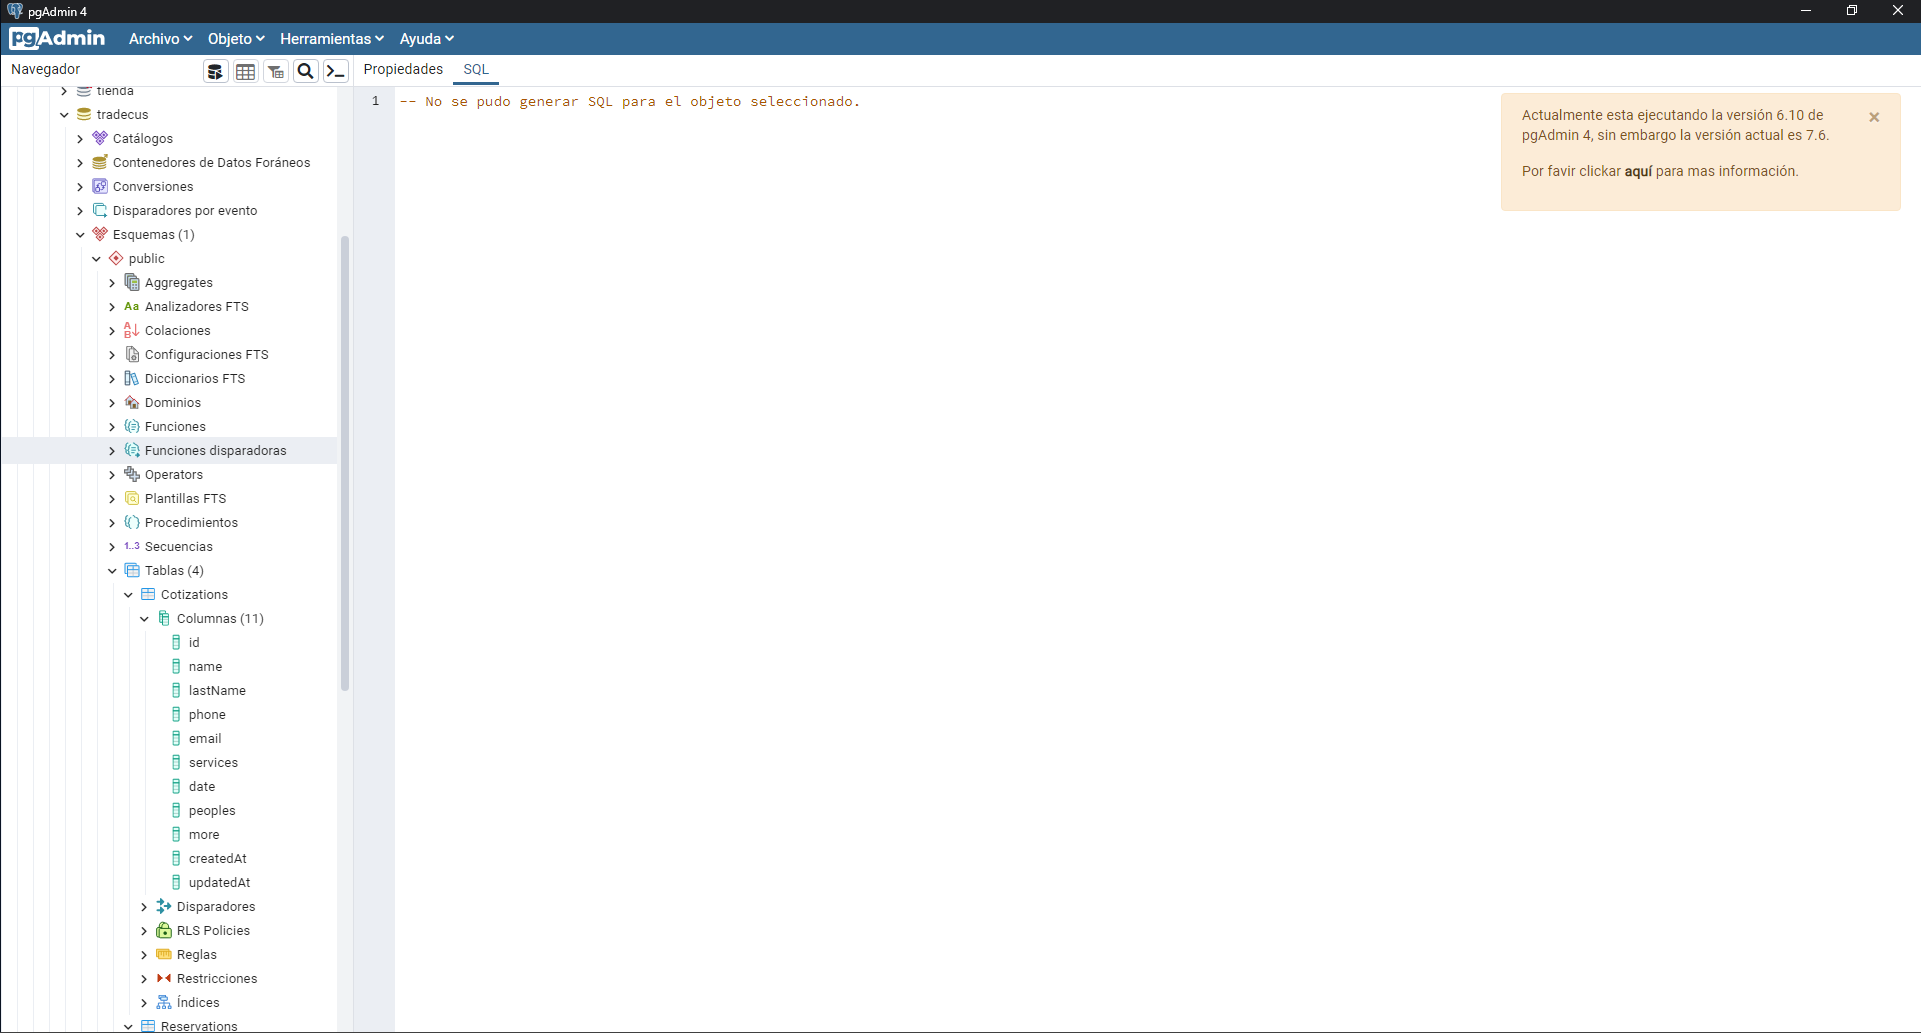 pgAdmin 4
pgAdmin Archivo Objeto Herramientas Ayuda
Navegador
Propiedades SQL
tienda
tradecus
Catálogos
Contenedores de Datos Foráneos
Conversiones
Disparadores por evento
Esquemas (1)
public
Aggregates
Aa Analizadores FTS
Colaciones
Configuraciones FTS
Diccionarios FTS
Dominios
Funciones
Funciones disparadoras
Operators
Plantillas FTS
Procedimientos
1..3 Secuencias
Tablas (4)
Cotizations
Columnas (11)
id
name
lastName
phone
email
services
date
peoples
more
createdAt
updatedAt
Disparadores
RLS Policies
Reglas
Restricciones
Índices
Reservations
1 -- No se pudo generar SQL para el objeto seleccionado.
Actualmente esta ejecutando la versión 6.10 de
pgAdmin 4, sin embargo la versión actual es 7.6.
Por favir clickar aquí para mas información.